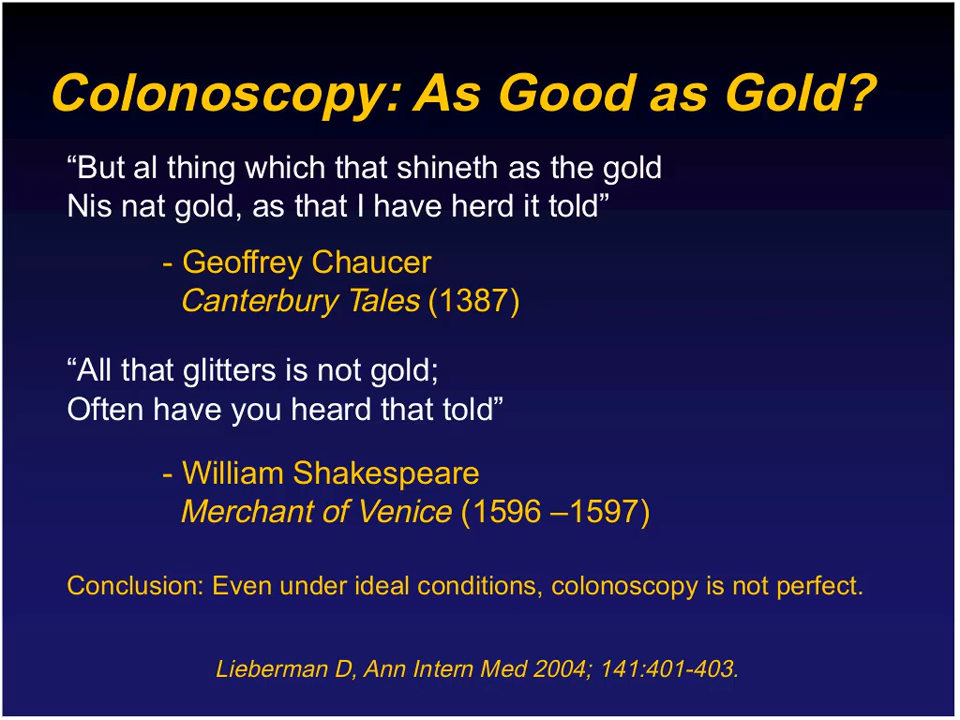 Colonoscopy: As Good as Gold?
“But al thing which that shineth as the gold
Nis nat gold, as that I have herd it told”
- Geoffrey Chaucer
Canterbury Tales (1387)
“All that glitters is not gold;
Often have you heard that told”
- William Shakespeare
Merchant of Venice (1596 –1597)
Conclusion: Even under ideal conditions, colonoscopy is not perfect.
Lieberman D, Ann Intern Med 2004; 141:401-403.